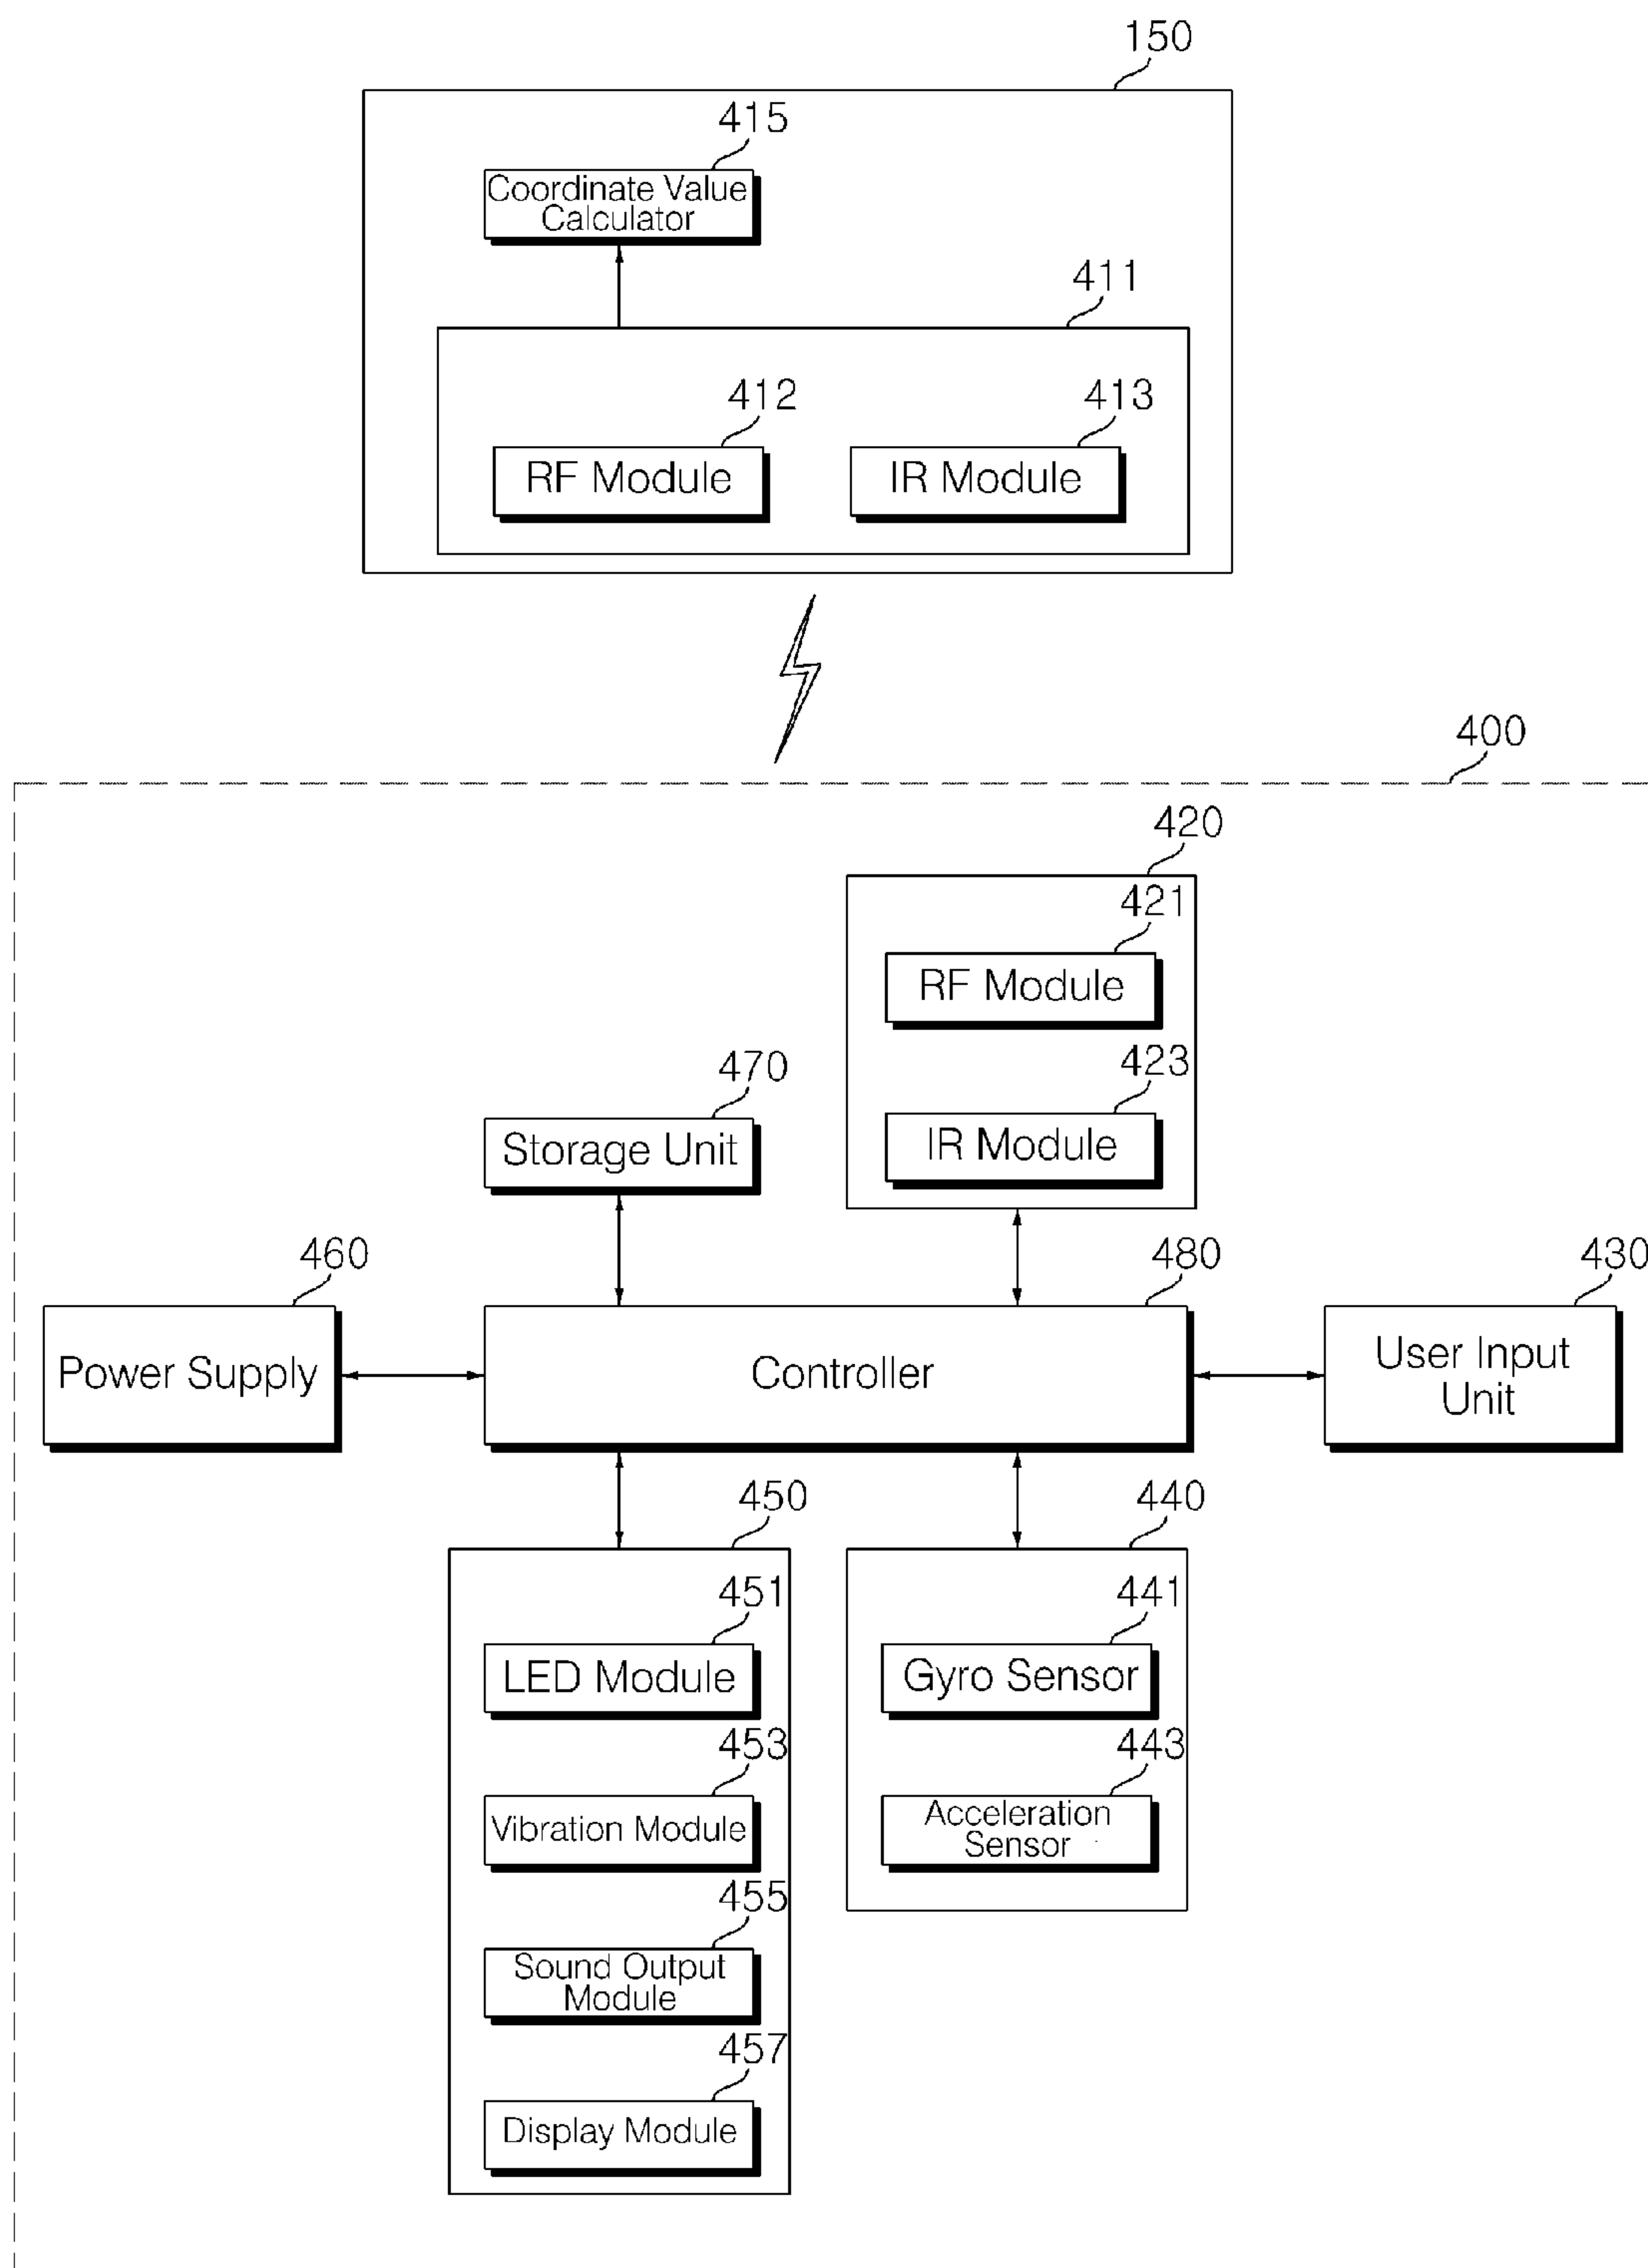 150
415
Coordinate Value
Calculator
411
412
413
RF Module
IR Module
400
420
421
RF Module
470
423
Storage Unit
IR Module
460
480
430
Power Supply
Controller
User Input
Unit
450
440
451
441
LED Module
Gyro Sensor
453
443
Vibration Module
Acceleration
Sensor
455
Sound Output
Module
457
Display Module